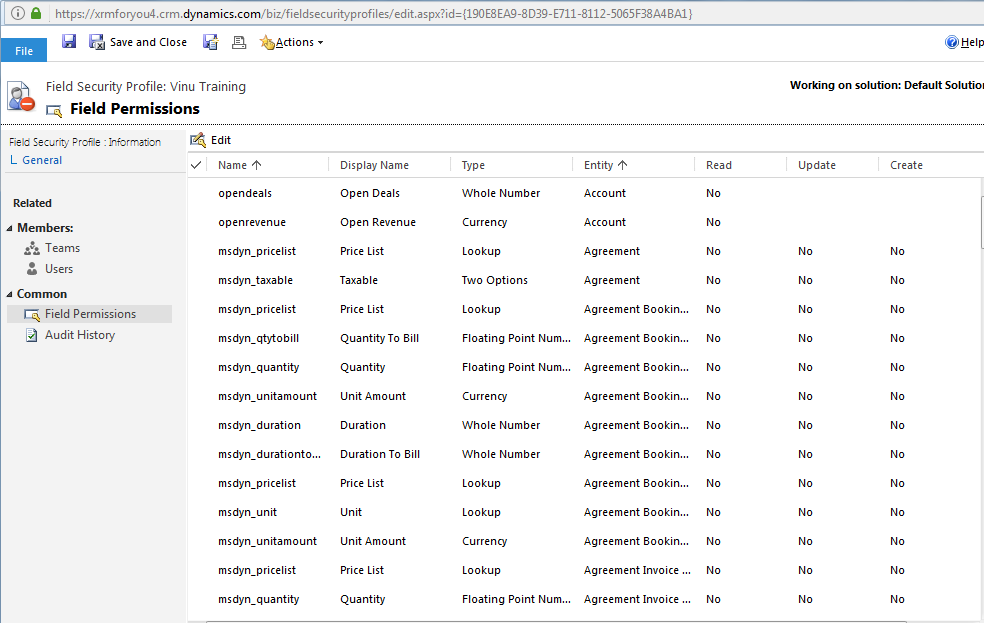 https://xrmforyou4.crm.dynamics.com/biz/fieldsecurityprofiles/edit.aspx?id={190E8EA9-8D39-E711-8112-5065F38A4BA1}
File Save and Close Actions Help
Field Security Profile: Vinu Training
Field Permissions
Working on solution: Default Solution
Field Security Profile : Information
General
Related
Members:
Teams
Users
Common
Field Permissions
Audit History
Edit
Name Display Name Type Entity Read Update Create
opendeals Open Deals Whole Number Account No
openrevenue Open Revenue Currency Account No
msdyn_pricelist Price List Lookup Agreement No No No
msdyn_taxable Taxable Two Options Agreement No No No
msdyn_pricelist Price List Lookup Agreement Bookin... No No No
msdyn_qtytobill Quantity To Bill Floating Point Num... Agreement Bookin... No No No
msdyn_quantity Quantity Floating Point Num... Agreement Bookin... No No No
msdyn_unitamount Unit Amount Currency Agreement Bookin... No No No
msdyn_duration Duration Whole Number Agreement Bookin... No No No
msdyn_durationto... Duration To Bill Whole Number Agreement Bookin... No No No
msdyn_pricelist Price List Lookup Agreement Bookin... No No No
msdyn_unit Unit Lookup Agreement Bookin... No No No
msdyn_unitamount Unit Amount Currency Agreement Bookin... No No No
msdyn_pricelist Price List Lookup Agreement Invoice ... No No No
msdyn_quantity Quantity Floating Point Num... Agreement Invoice ... No No No